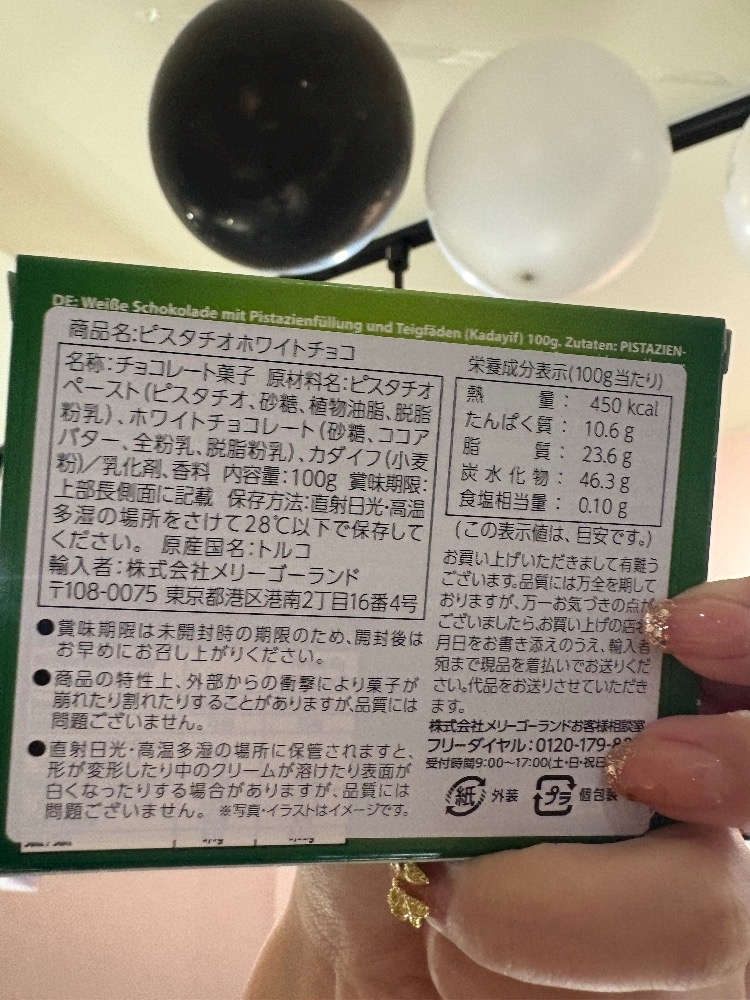 DE: Weiße Schokolade mit Pistazienfüllung und Teigfäden (Kadayif) 100g. Zutaten: PISTAZIEN-
商品名:ピスタチオホワイトチョコ
名称:チョコレート菓子 原材料名:ピスタチオ
ペースト(ピスタチオ、砂糖、植物油脂、脱脂
粉乳)、ホワイトチョコレート(砂糖、ココア
バター、全粉乳、脱脂粉乳)、カダイフ(小麦
粉)/乳化剤、香料 内容量:100g 賞味期限:
上部長側面に記載 保存方法:直射日光・高温
多湿の場所をさけて28℃以下で保存して
ください。 原産国名:トルコ
輸入者:株式会社メリーゴーランド
〒108-0075 東京都港区港南2丁目16番4号
●賞味期限は未開封時の期限のため、開封後は
お早めにお召し上がりください。
●商品の特性上、外部からの衝撃により菓子が
崩れたり割れたりすることがありますが、品質には
問題ございません。
●直射日光・高温多湿の場所に保管されますと、
形が変形したり中のクリームが溶けたり表面が
白くなったりする場合がありますが、品質には
問題ございません。 ※写真・イラストはイメージです。
栄養成分表示(100g当たり)
熱量: 450 kcal
たんぱく質: 10.6 g
脂質: 23.6 g
炭水化物: 46.3 g
食塩相当量: 0.10 g
(この表示値は、目安です。)
お買い上げいただきまして有難う
ございます。品質には万全を期して
おりますが、万一お気づきの点が
ございましたら、お買い上げの店名
月日をお書き添えのうえ、輸入者
宛まで現品を着払いでお送りくだ
さい。代品をお送りさせていただき
ます。
株式会社メリーゴーランドお客様相談室
フリーダイヤル:0120-179-8
受付時間9:00〜17:00(土・日・祝日
紙 外装 プラ 個包装